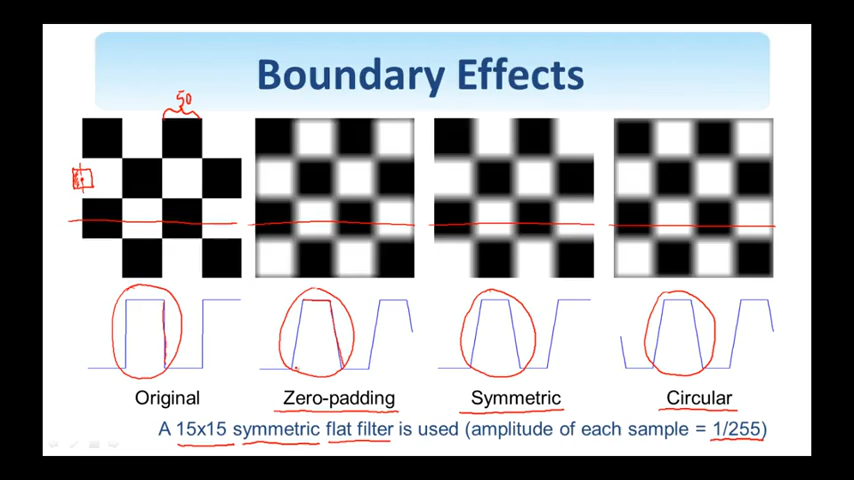 Boundary Effects
50
Original Zero-padding Symmetric Circular
A 15x15 symmetric flat filter is used (amplitude of each sample = 1/255)